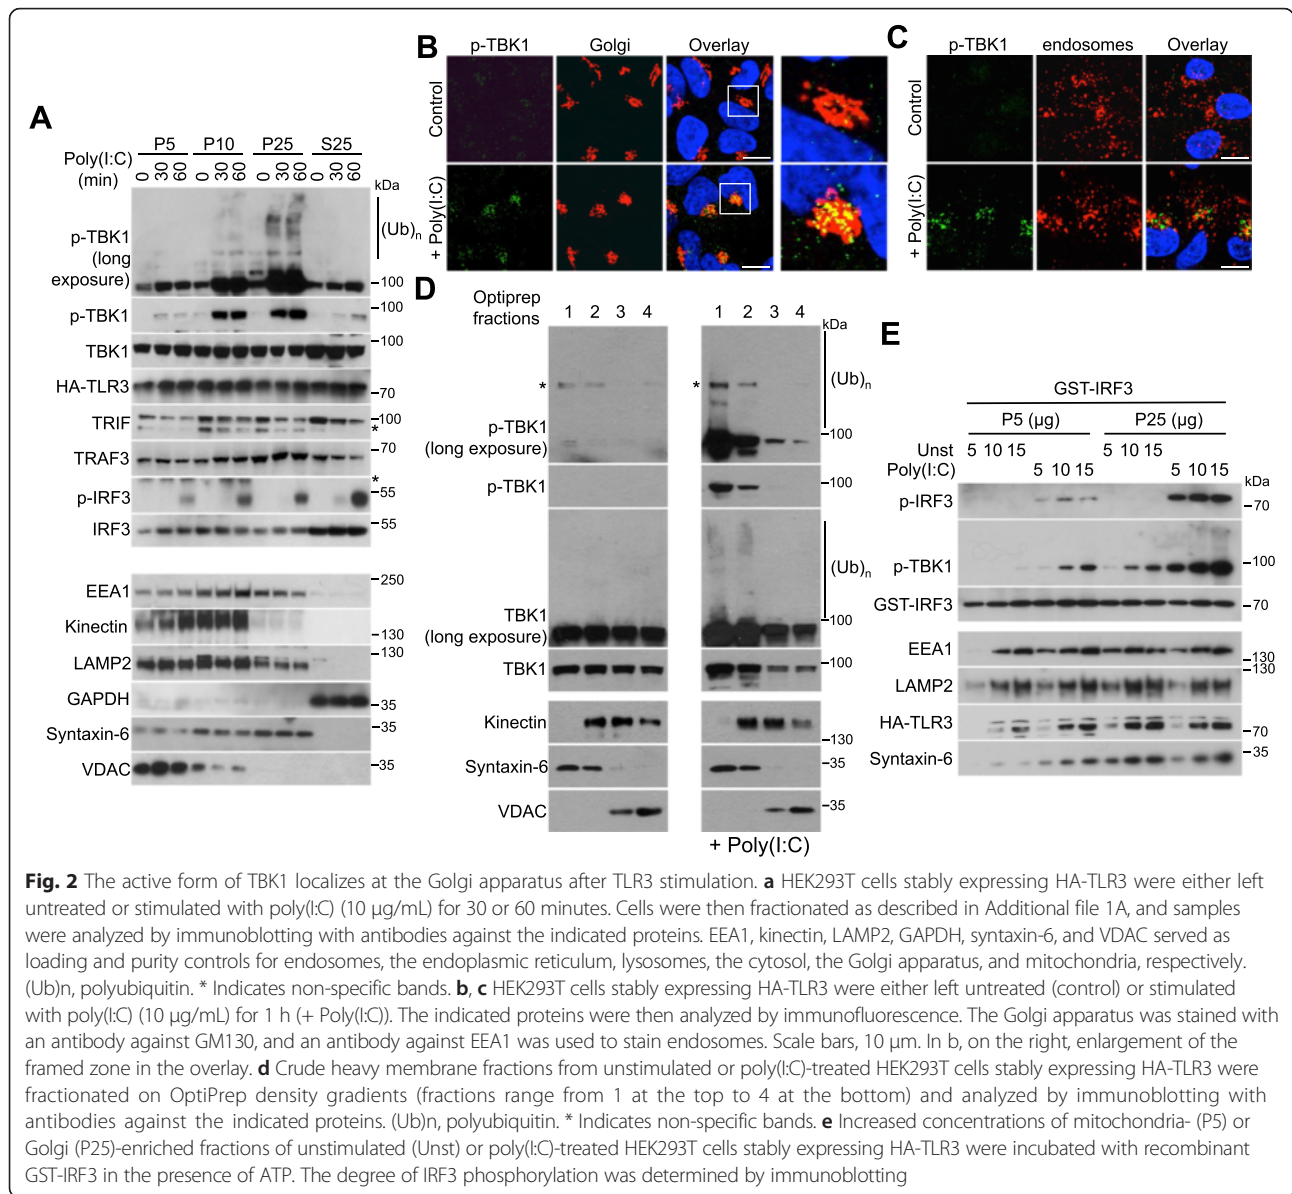 A
P5 P10 P25 S25
Poly(I:C) (min) 0 30 60 0 30 60 0 30 60 0 30 60
kDa
p-TBK1 (long exposure)
(Ub)n
–100
p-TBK1
–100
TBK1
–100
HA-TLR3
–70
TRIF
–100
*
TRAF3
–70
p-IRF3
*
–55
IRF3
–55
EEA1
–250
Kinectin
–130
LAMP2
–130
GAPDH
–35
Syntaxin-6
–35
VDAC
–35
B
p-TBK1 Golgi Overlay
Control
+ Poly(I:C)
C
p-TBK1 endosomes Overlay
Control
+ Poly(I:C)
D
Optiprep fractions 1 2 3 4 1 2 3 4
kDa
* *
(Ub)n
p-TBK1 (long exposure)
–100
p-TBK1
–100
(Ub)n
TBK1 (long exposure)
–100
TBK1
–100
Kinectin
–130
Syntaxin-6
–35
VDAC
–35
+ Poly(I:C)
E
GST-IRF3
P5 (µg) P25 (µg)
Unst 5 10 15 5 10 15
Poly(I:C) 5 10 15 5 10 15
kDa
p-IRF3
–70
p-TBK1
–100
GST-IRF3
–70
EEA1
–130
LAMP2
–130
HA-TLR3
–70
Syntaxin-6
–35
Fig. 2 The active form of TBK1 localizes at the Golgi apparatus after TLR3 stimulation. a HEK293T cells stably expressing HA-TLR3 were either left
untreated or stimulated with poly(I:C) (10 µg/mL) for 30 or 60 minutes. Cells were then fractionated as described in Additional file 1A, and samples
were analyzed by immunoblotting with antibodies against the indicated proteins. EEA1, kinectin, LAMP2, GAPDH, syntaxin-6, and VDAC served as
loading and purity controls for endosomes, the endoplasmic reticulum, lysosomes, the cytosol, the Golgi apparatus, and mitochondria, respectively.
(Ub)n, polyubiquitin. * Indicates non-specific bands. b, c HEK293T cells stably expressing HA-TLR3 were either left untreated (control) or stimulated
with poly(I:C) (10 µg/mL) for 1 h (+ Poly(I:C)). The indicated proteins were then analyzed by immunofluorescence. The Golgi apparatus was stained with
an antibody against GM130, and an antibody against EEA1 was used to stain endosomes. Scale bars, 10 µm. In b, on the right, enlargement of the
framed zone in the overlay. d Crude heavy membrane fractions from unstimulated or poly(I:C)-treated HEK293T cells stably expressing HA-TLR3 were
fractionated on OptiPrep density gradients (fractions range from 1 at the top to 4 at the bottom) and analyzed by immunoblotting with
antibodies against the indicated proteins. (Ub)n, polyubiquitin. * Indicates non-specific bands. e Increased concentrations of mitochondria- (P5) or
Golgi (P25)-enriched fractions of unstimulated (Unst) or poly(I:C)-treated HEK293T cells stably expressing HA-TLR3 were incubated with recombinant
GST-IRF3 in the presence of ATP. The degree of IRF3 phosphorylation was determined by immunoblotting